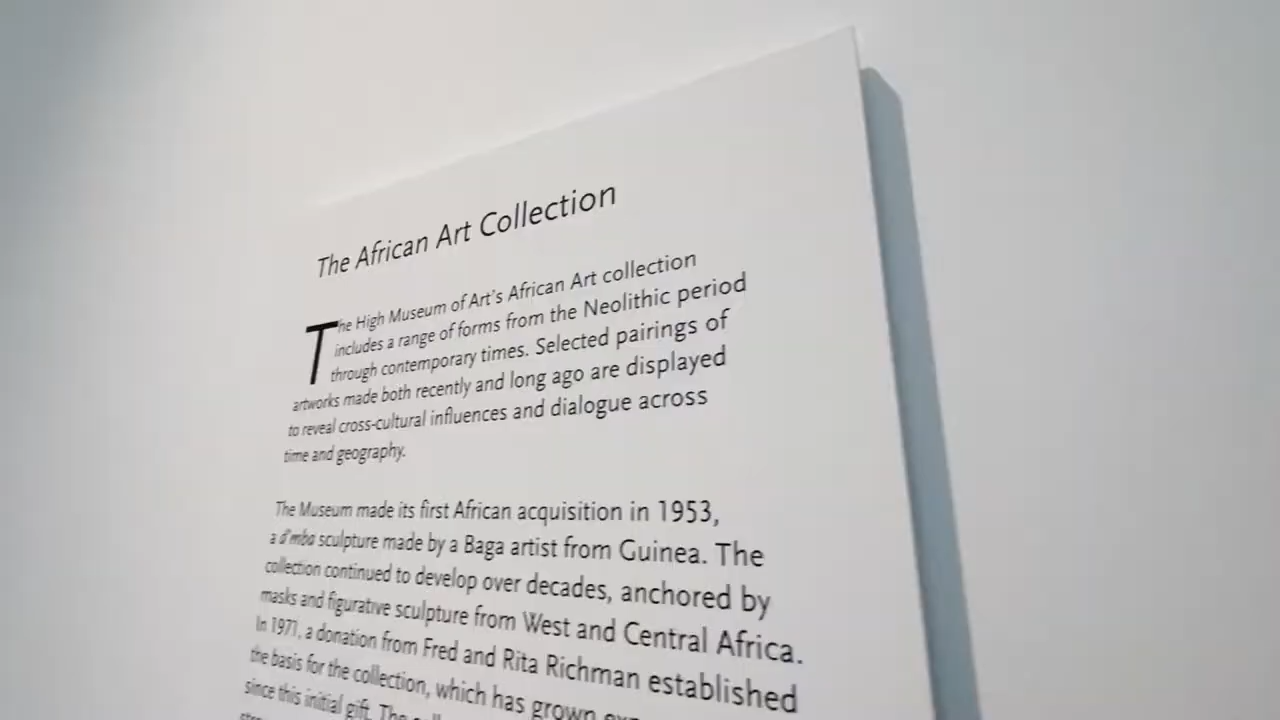 The African Art Collection
The High Museum of Art's African Art collection
includes a range of forms from the Neolithic period
through contemporary times. Selected pairings of
artworks made both recently and long ago are displayed
to reveal cross-cultural influences and dialogue across
time and geography.
The Museum made its first African acquisition in 1953,
a d'mba sculpture made by a Baga artist from Guinea. The
collection continued to develop over decades, anchored by
masks and figurative sculpture from West and Central Africa.
In 1971, a donation from Fred and Rita Richman established
the basis for the collection, which has grown
since this initial gift. The